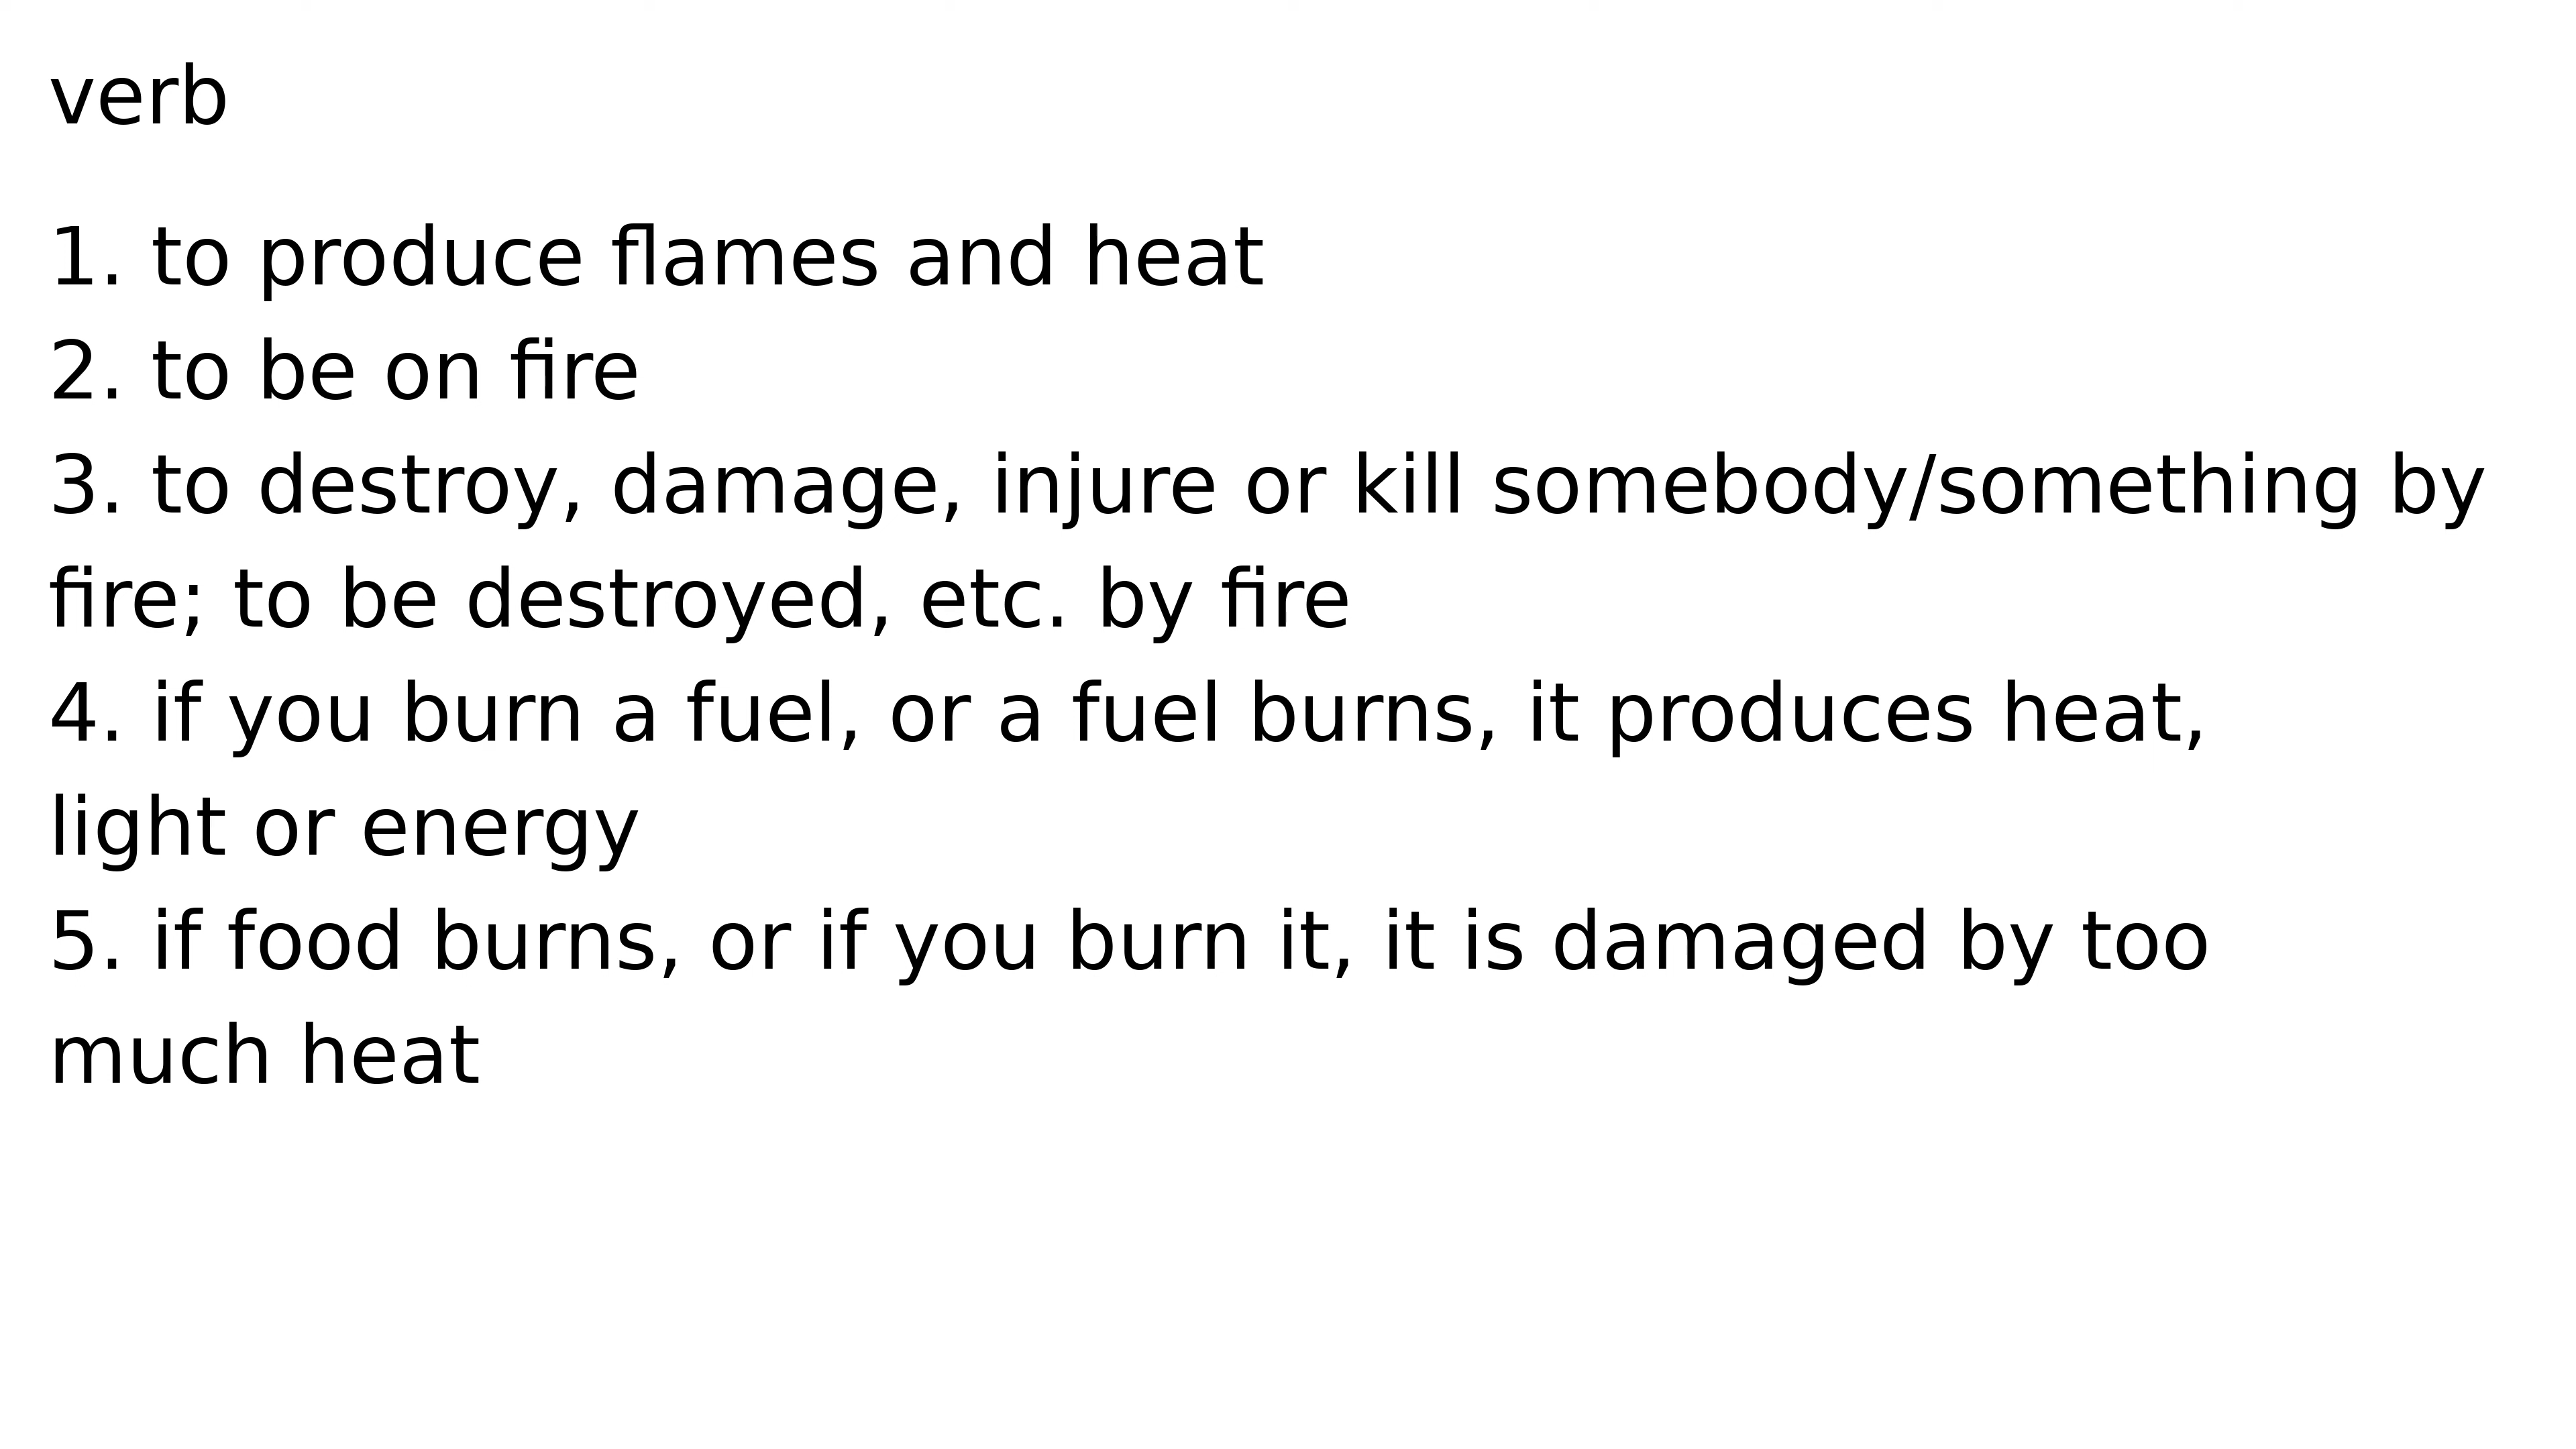 verb
1. to produce flames and heat
2. to be on fire
3. to destroy, damage, injure or kill somebody/something by
fire; to be destroyed, etc. by fire
4. if you burn a fuel, or a fuel burns, it produces heat,
light or energy
5. if food burns, or if you burn it, it is damaged by too
much heat